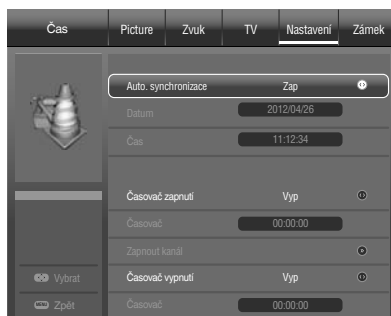 Čas
Picture Zvuk TV Nastavení Zámek
Auto. synchronizace Zap
Datum 2012/04/26
Čas 11:12:34
Časovač zapnutí Vyp
Časovač 00:00:00
Zapnout kanál
Časovač vypnutí Vyp
Časovač 00:00:00
Vybrat
Zpět